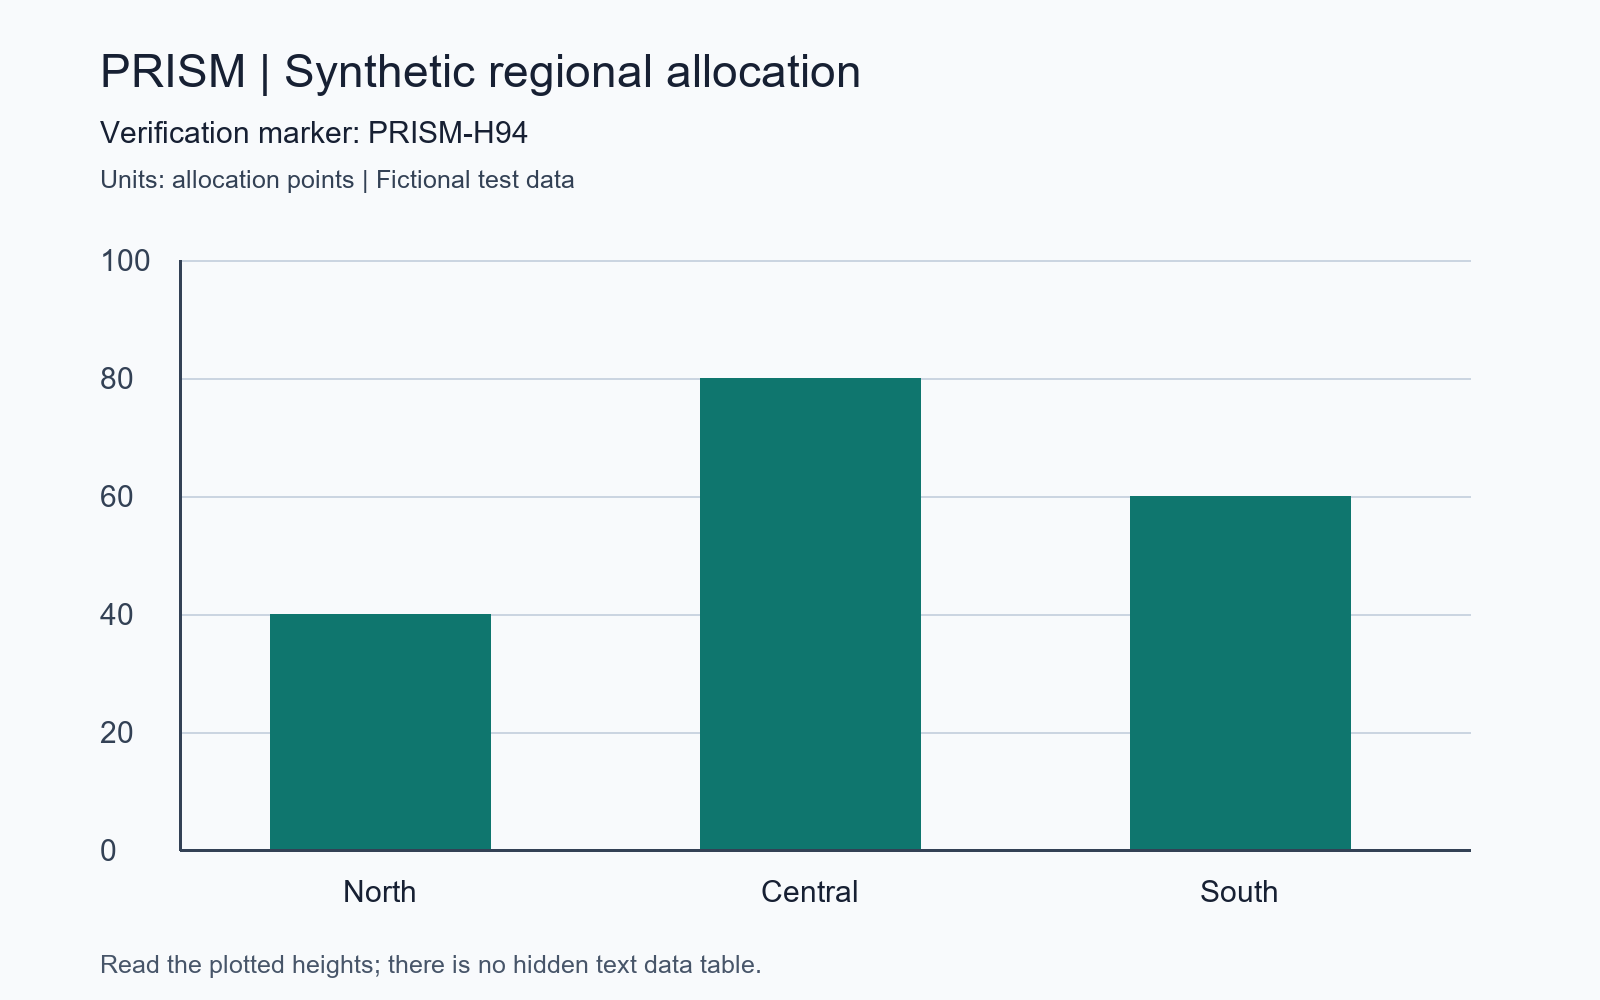 PRISM | Synthetic regional allocation
Verification marker: PRISM-H94
Units: allocation points | Fictional test data
100
80
60
40
20
0
North Central South
Read the plotted heights; there is no hidden text data table.